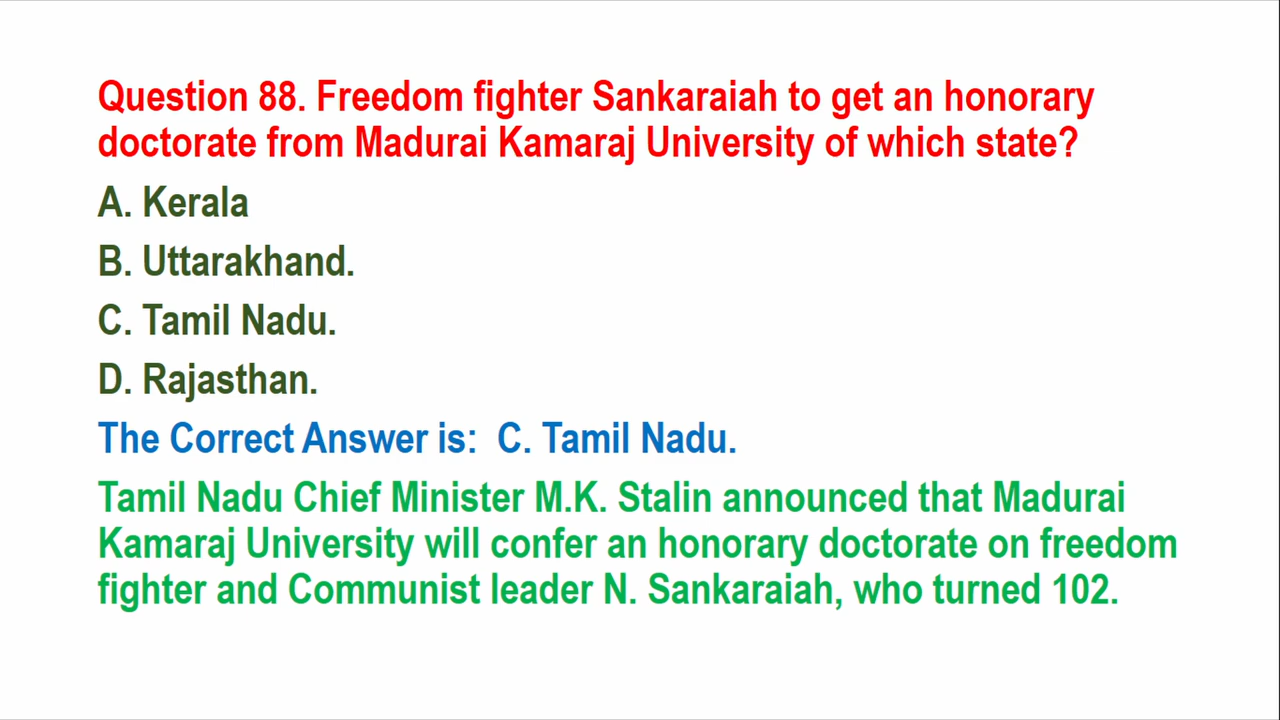 Question 88. Freedom fighter Sankaraiah to get an honorary
doctorate from Madurai Kamaraj University of which state?
A. Kerala
B. Uttarakhand.
C. Tamil Nadu.
D. Rajasthan.
The Correct Answer is:  C. Tamil Nadu.
Tamil Nadu Chief Minister M.K. Stalin announced that Madurai
Kamaraj University will confer an honorary doctorate on freedom
fighter and Communist leader N. Sankaraiah, who turned 102.